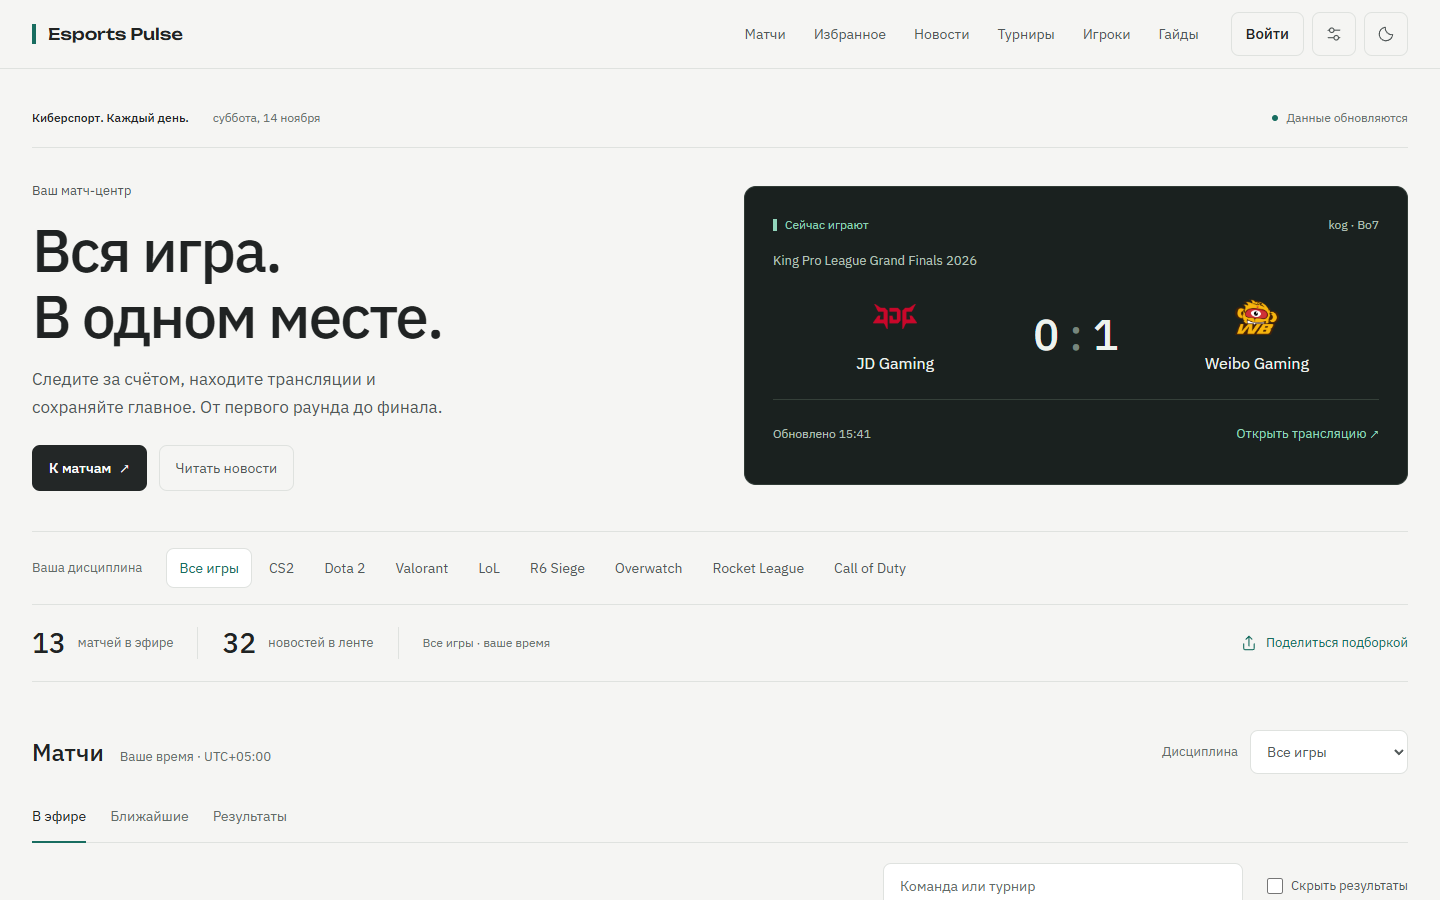 Esports Pulse
Матчи
Избранное
Новости
Турниры
Игроки
Гайды
Войти
Киберспорт. Каждый день.
суббота, 14 ноября
Данные обновляются
Ваш матч-центр
Вся игра.
В одном месте.
Следите за счётом, находите трансляции и
сохраняйте главное. От первого раунда до финала.
К матчам ↗
Читать новости
Сейчас играют
kog · Bo7
King Pro League Grand Finals 2026
JDG
JD Gaming
0 : 1
WB
Weibo Gaming
Обновлено 15:41
Открыть трансляцию ↗
Ваша дисциплина
Все игры
CS2
Dota 2
Valorant
LoL
R6 Siege
Overwatch
Rocket League
Call of Duty
13 матчей в эфире
32 новостей в ленте
Все игры · ваше время
Поделиться подборкой
Матчи
Ваше время · UTC+05:00
Дисциплина
Все игры
В эфире
Ближайшие
Результаты
Команда или турнир
Скрыть результаты